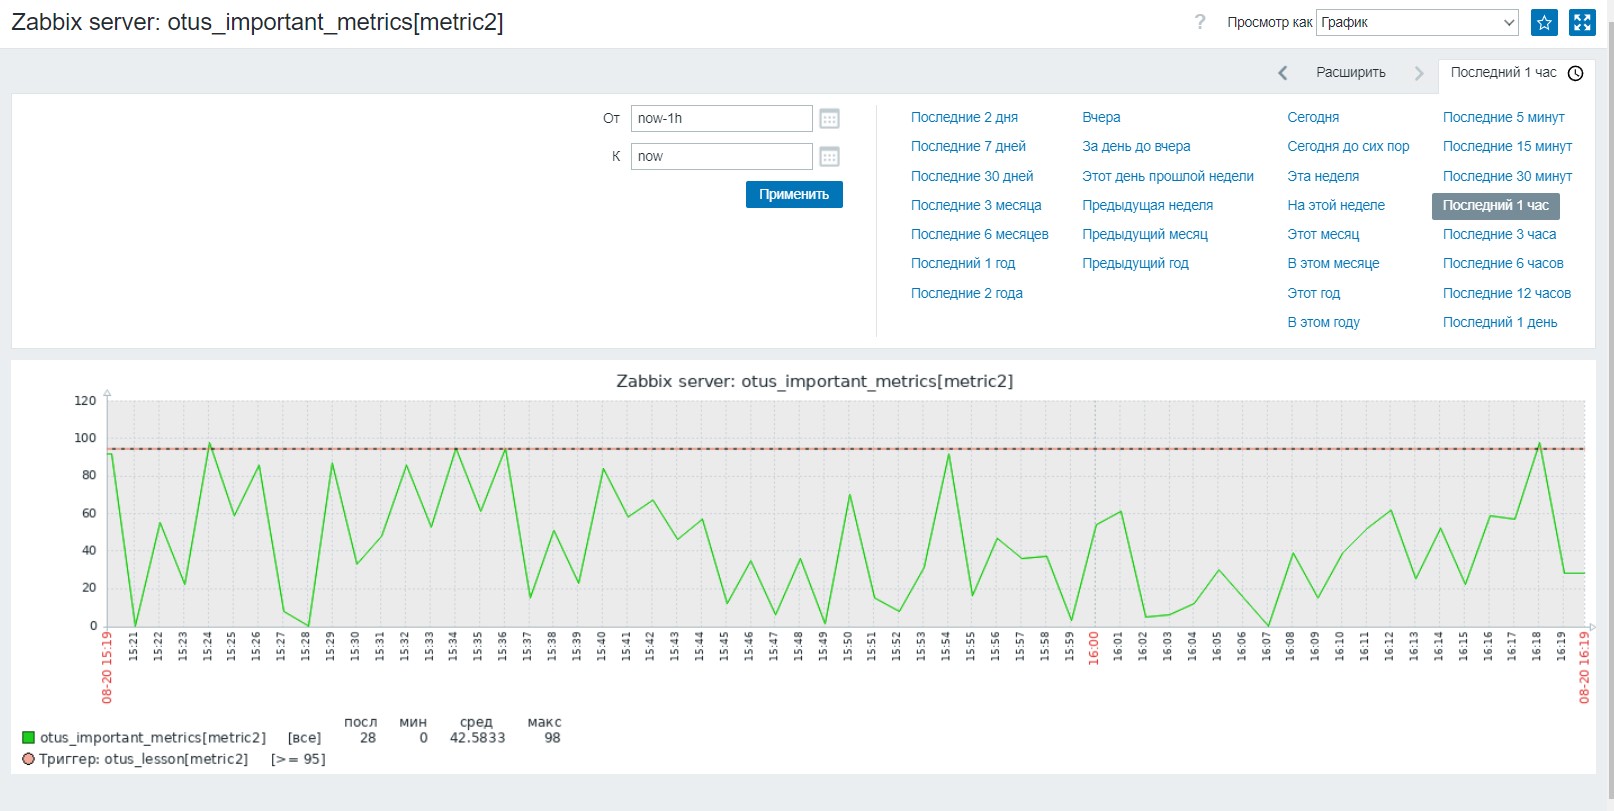 Zabbix server: otus_important_metrics[metric2]
? Просмотр как График
Расширить Последний 1 час
От now-1h
К now
Применить
Последние 2 дня Вчера Сегодня Последние 5 минут
Последние 7 дней За день до вчера Сегодня до сих пор Последние 15 минут
Последние 30 дней Этот день прошлой недели Эта неделя Последние 30 минут
Последние 3 месяца Предыдущая неделя На этой неделе Последний 1 час
Последние 6 месяцев Предыдущий месяц Этот месяц Последние 3 часа
Последний 1 год Предыдущий год В этом месяце Последние 6 часов
Последние 2 года Этот год Последние 12 часов
В этом году Последний 1 день
Zabbix server: otus_important_metrics[metric2]
120
100
80
60
40
20
0
08-20 15:19 15:21 15:22 15:23 15:24 15:25 15:26 15:27 15:28 15:29 15:30 15:31 15:32 15:33 15:34 15:35 15:36 15:37 15:38 15:39 15:40 15:41 15:42 15:43 15:44 15:45 15:46 15:47 15:48 15:49 15:50 15:51 15:52 15:53 15:54 15:55 15:56 15:57 15:58 15:59 16:00 16:01 16:02 16:03 16:04 16:05 16:06 16:07 16:08 16:09 16:10 16:11 16:12 16:13 16:14 16:15 16:16 16:17 16:18 16:19 08-20 16:19
посл мин сред макс
otus_important_metrics[metric2] [все] 28 0 42.5833 98
Триггер: otus_lesson[metric2] [>= 95]